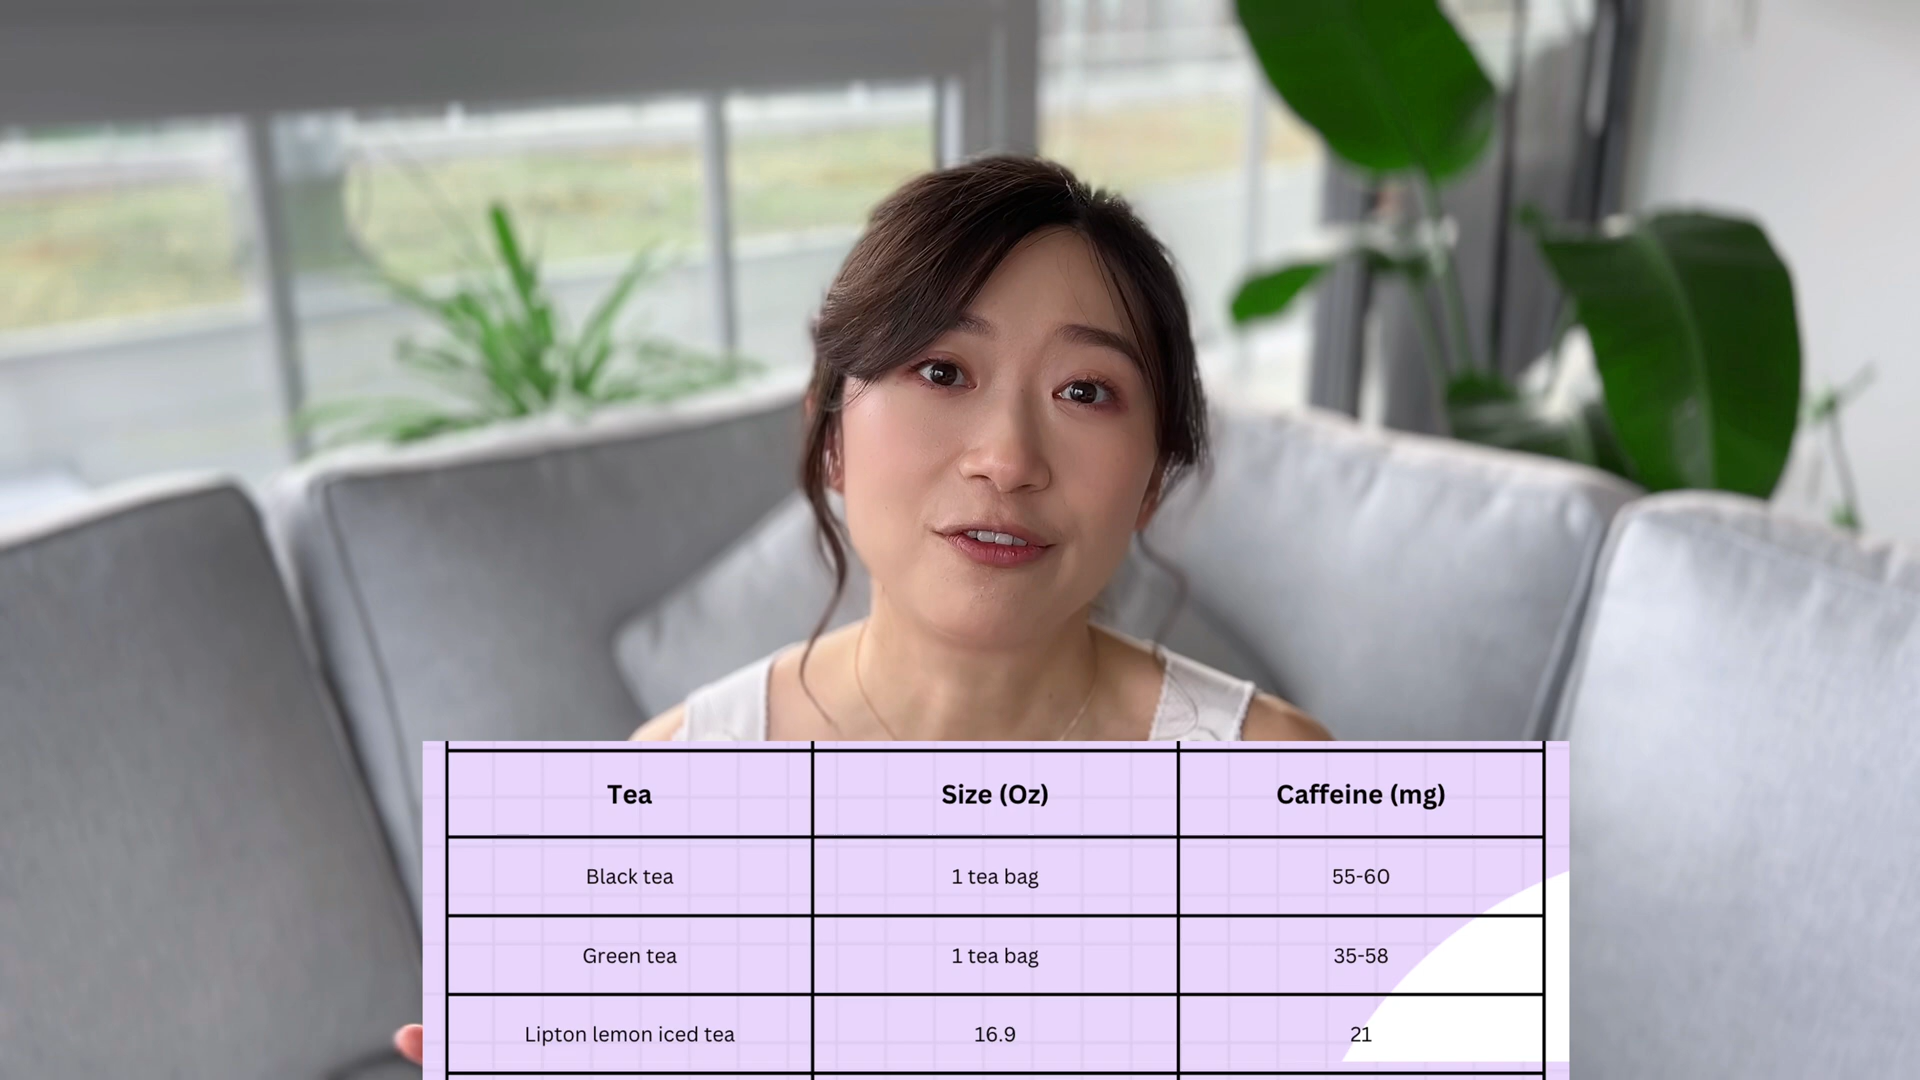 Tea Size (Oz) Caffeine (mg)
Black tea 1 tea bag 55-60
Green tea 1 tea bag 35-58
Lipton lemon iced tea 16.9 21